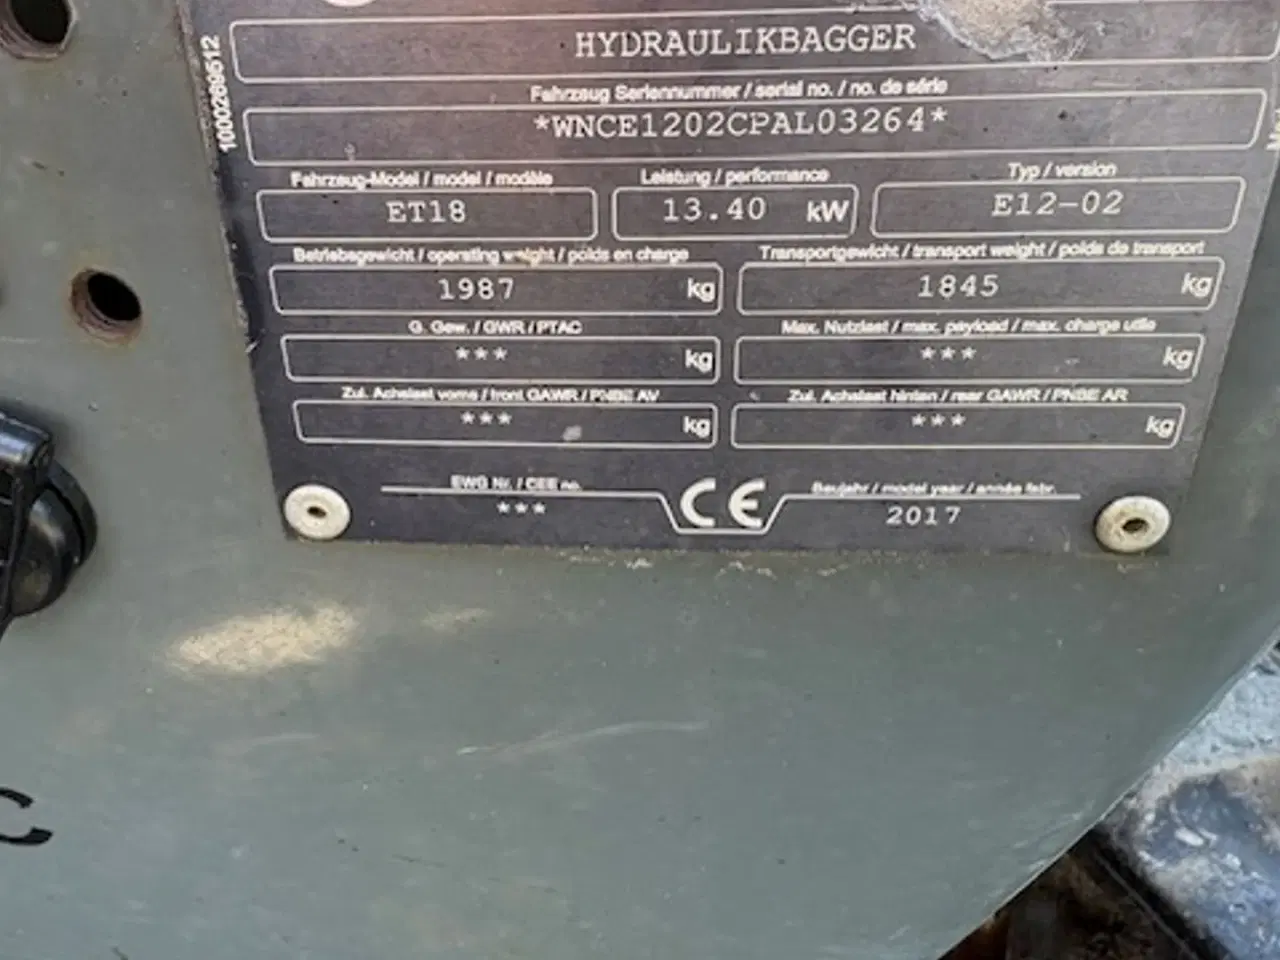 HYDRAULIKBAGGER
1000269512
Fahrzeug Seriennummer / serial no. / no. de série
*WNCE1202CPAL03264*
Fahrzeug-Model / model / modèle
Leistung / performance
Typ / version
ET18
13.40 kW
E12-02
Betriebsgewicht / operating weight / poids en charge
Transportgewicht / transport weight / poids de transport
1987 kg
1845 kg
G. Gew. / GWR / PTAC
Max. Nutzlast / max. payload / max. charge utile
*** kg
*** kg
Zul. Achslast vorne / front GAWR / PNBE AV
Zul. Achslast hinten / rear GAWR / PNBE AR
*** kg
*** kg
EWG Nr. / CEE no.
CE
Baujahr / model year / année fabr.
***
2017
C